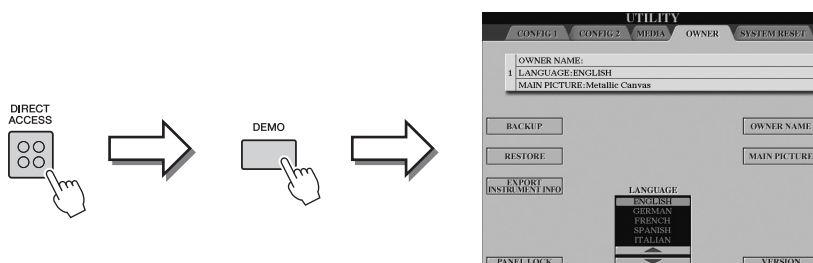 DIRECT
ACCESS
DEMO
UTILITY
CONFIG 1 CONFIG 2 MEDIA OWNER SYSTEM RESET
OWNER NAME:
1 LANGUAGE:ENGLISH
MAIN PICTURE:Metallic Canvas
BACKUP
OWNER NAME
RESTORE
MAIN PICTURE
EXPORT
INSTRUMENT INFO
LANGUAGE
ENGLISH
GERMAN
FRENCH
SPANISH
ITALIAN
PANEL LOCK
VERSION